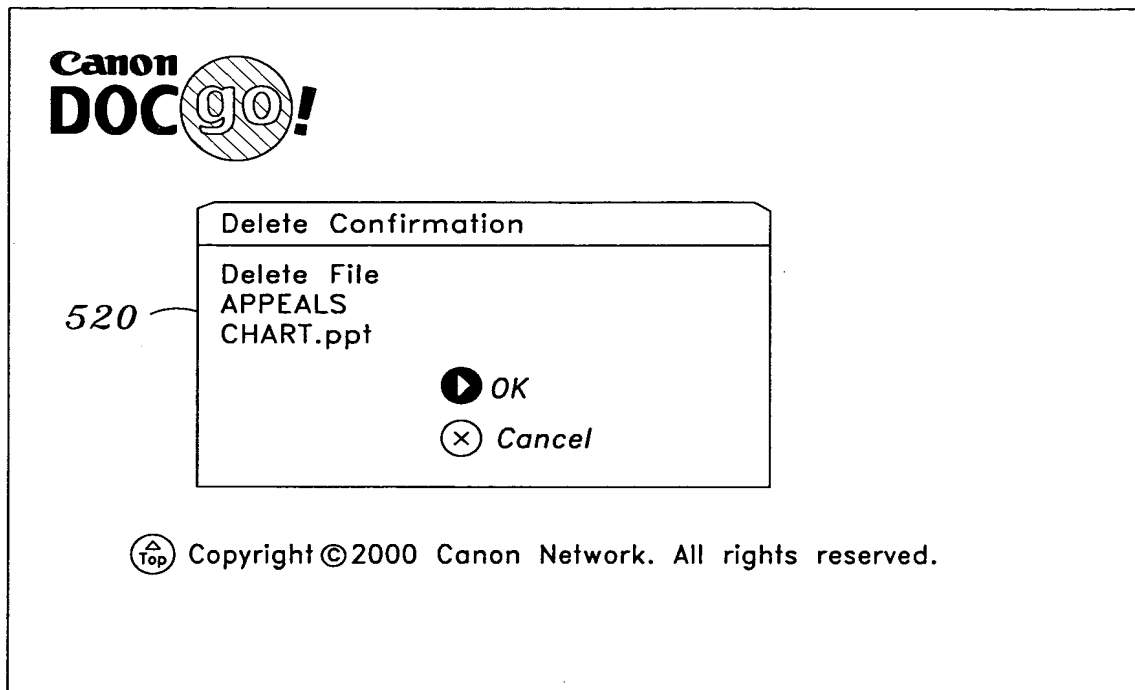 Canon
DOC go!
Delete Confirmation
Delete File
APPEALS
CHART.ppt
520
OK
Cancel
Top
Copyright ©2000 Canon Network. All rights reserved.